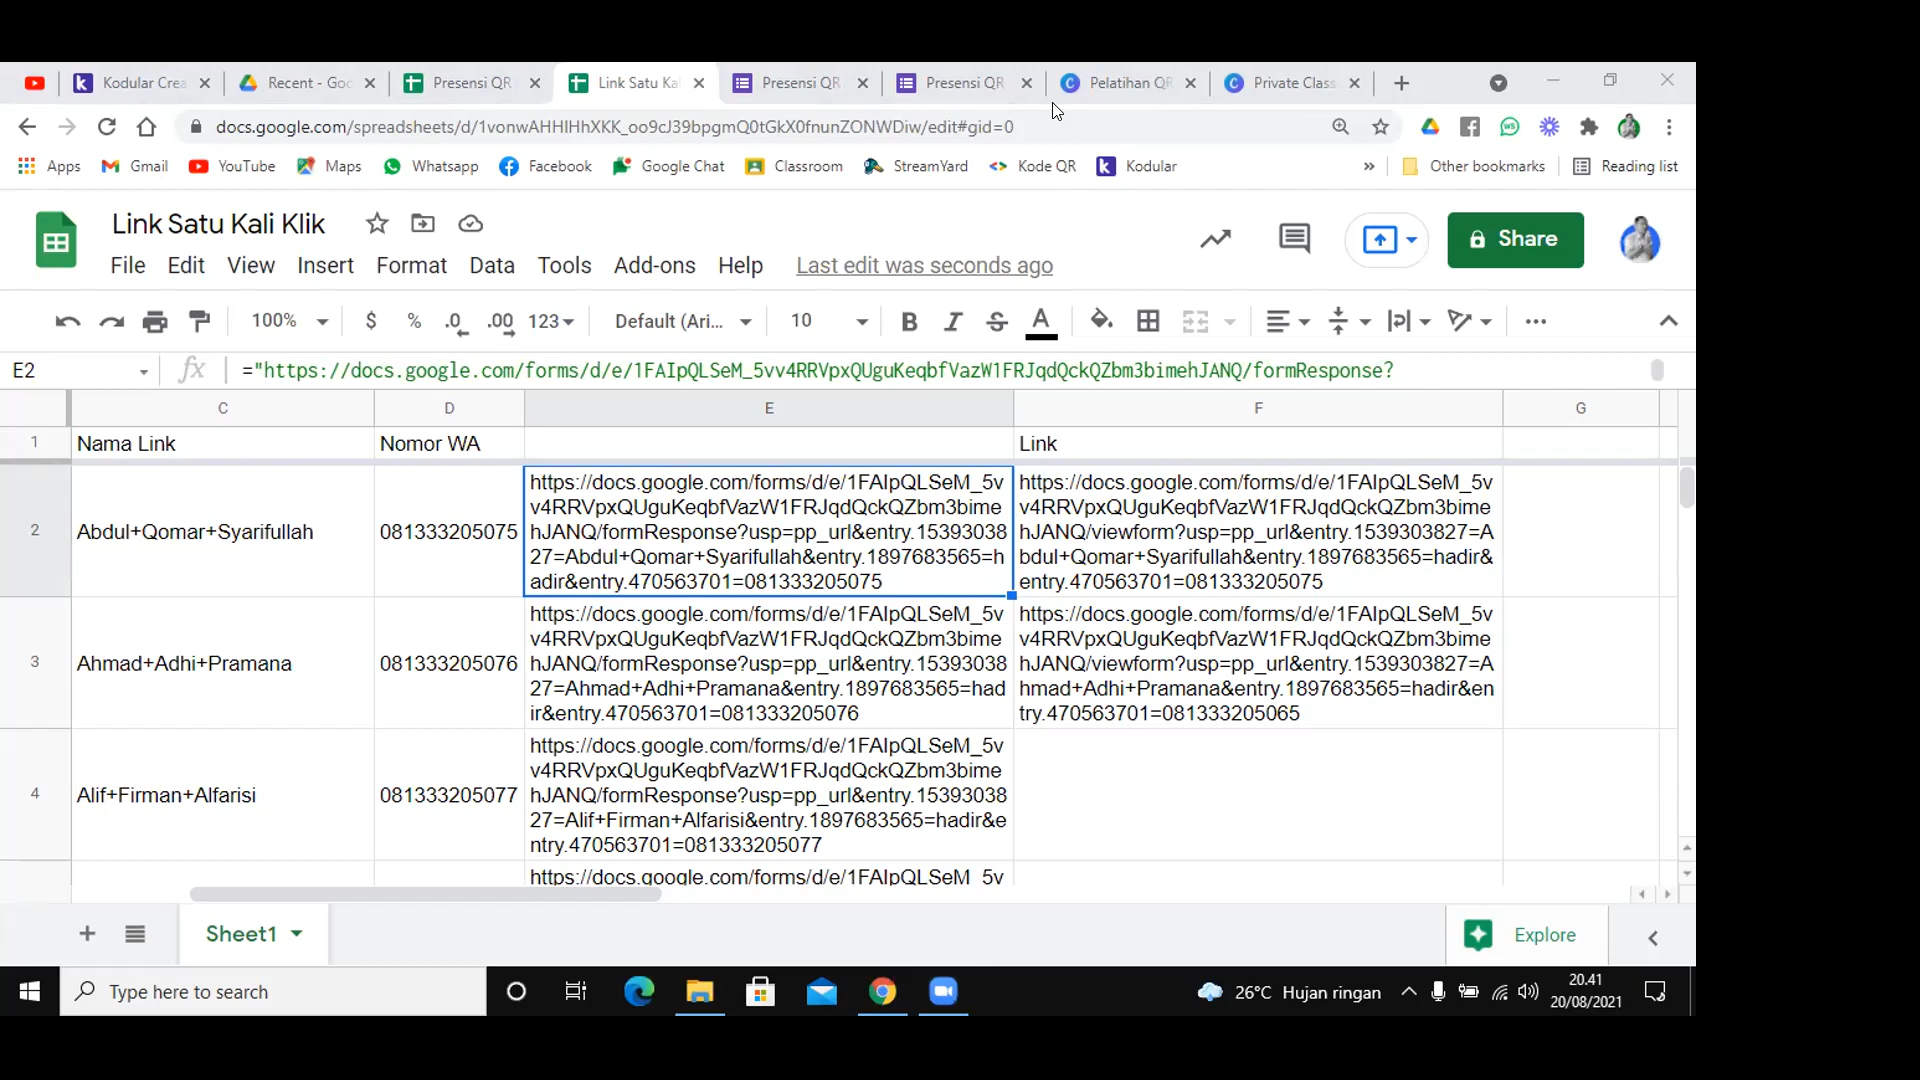 Kodular Crea
Recent - Goo
Presensi QR
Link Satu Kal
Presensi QR
Presensi QR
Pelatihan QR
Private Class
docs.google.com/spreadsheets/d/1vonwAHHIHhXKK_oo9cJ39bpgmQ0tGkX0fnunZONWDiw/edit#gid=0
Apps
Gmail
YouTube
Maps
Whatsapp
Facebook
Google Chat
Classroom
StreamYard
Kode QR
Kodular
»
Other bookmarks
Reading list
Link Satu Kali Klik
File Edit View Insert Format Data Tools Add-ons Help Last edit was seconds ago
Share
100% $ % .0 .00 123 Default (Ari... 10 B I S A
E2
fx
="https://docs.google.com/forms/d/e/1FAIpQLSeM_5vv4RRVpxQUguKeqbfVazW1FRJqdQckQZbm3bimehJANQ/formResponse?
C D E F G
1 Nama Link Nomor WA Link
2 Abdul+Qomar+Syarifullah 081333205075
https://docs.google.com/forms/d/e/1FAIpQLSeM_5v
v4RRVpxQUguKeqbfVazW1FRJqdQckQZbm3bime
hJANQ/formResponse?usp=pp_url&entry.15393038
27=Abdul+Qomar+Syarifullah&entry.1897683565=h
adir&entry.470563701=081333205075
https://docs.google.com/forms/d/e/1FAIpQLSeM_5v
v4RRVpxQUguKeqbfVazW1FRJqdQckQZbm3bime
hJANQ/viewform?usp=pp_url&entry.1539303827=A
bdul+Qomar+Syarifullah&entry.1897683565=hadir&
entry.470563701=081333205075
3 Ahmad+Adhi+Pramana 081333205076
https://docs.google.com/forms/d/e/1FAIpQLSeM_5v
v4RRVpxQUguKeqbfVazW1FRJqdQckQZbm3bime
hJANQ/formResponse?usp=pp_url&entry.15393038
27=Ahmad+Adhi+Pramana&entry.1897683565=had
ir&entry.470563701=081333205076
https://docs.google.com/forms/d/e/1FAIpQLSeM_5v
v4RRVpxQUguKeqbfVazW1FRJqdQckQZbm3bime
hJANQ/viewform?usp=pp_url&entry.1539303827=A
hmad+Adhi+Pramana&entry.1897683565=hadir&en
try.470563701=081333205065
4 Alif+Firman+Alfarisi 081333205077
https://docs.google.com/forms/d/e/1FAIpQLSeM_5v
v4RRVpxQUguKeqbfVazW1FRJqdQckQZbm3bime
hJANQ/formResponse?usp=pp_url&entry.15393038
27=Alif+Firman+Alfarisi&entry.1897683565=hadir&e
ntry.470563701=081333205077
https://docs.google.com/forms/d/e/1FAIpQLSeM_5v
Sheet1
Explore
Type here to search
26°C Hujan ringan
20.41
20/08/2021